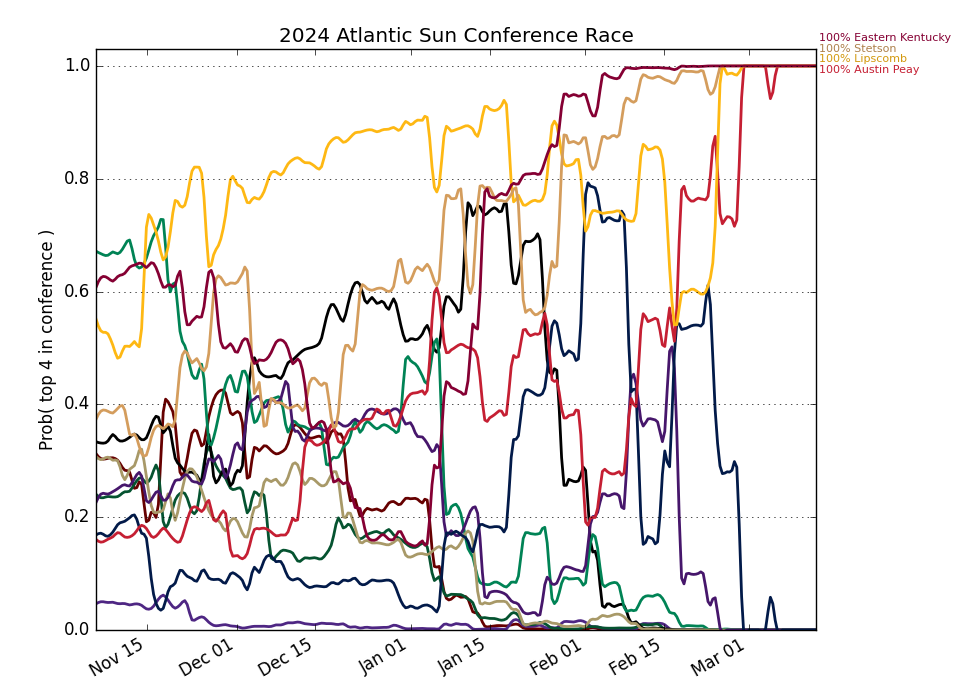 2024 Atlantic Sun Conference Race
100% Eastern Kentucky
100% Stetson
100% Lipscomb
100% Austin Peay
Prob( top 4 in conference )
1.0
0.8
0.6
0.4
0.2
0.0
Nov 15
Dec 01
Dec 15
Jan 01
Jan 15
Feb 01
Feb 15
Mar 01